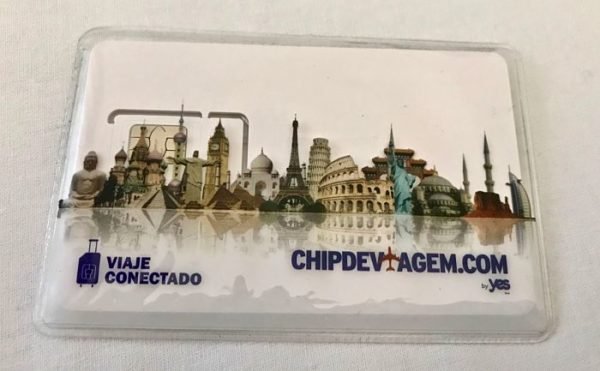 VIAJE
CONECTADO
CHIPDEVIAGEM.COM
by yes